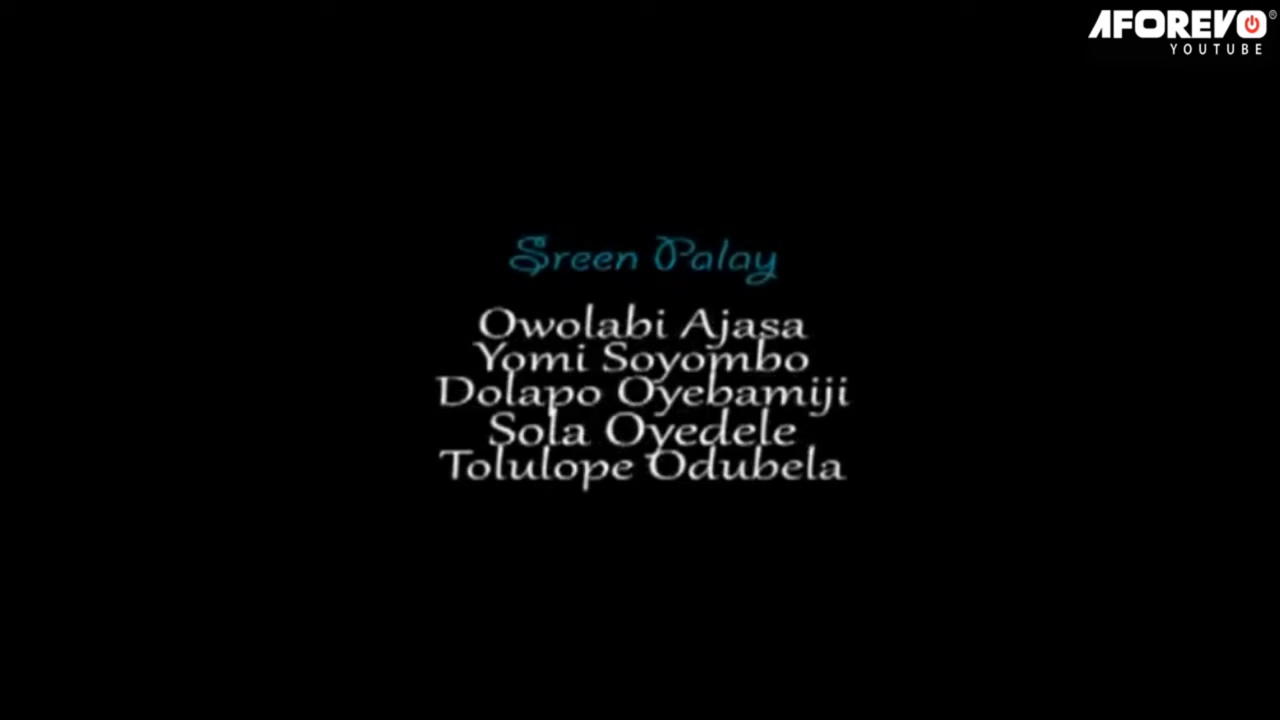 AFOREVO
YOUTUBE
Sreen Palay
Owolabi Ajasa
Yomi Soyombo
Dolapo Oyebamiji
Sola Oyedele
Tolulope Odubela